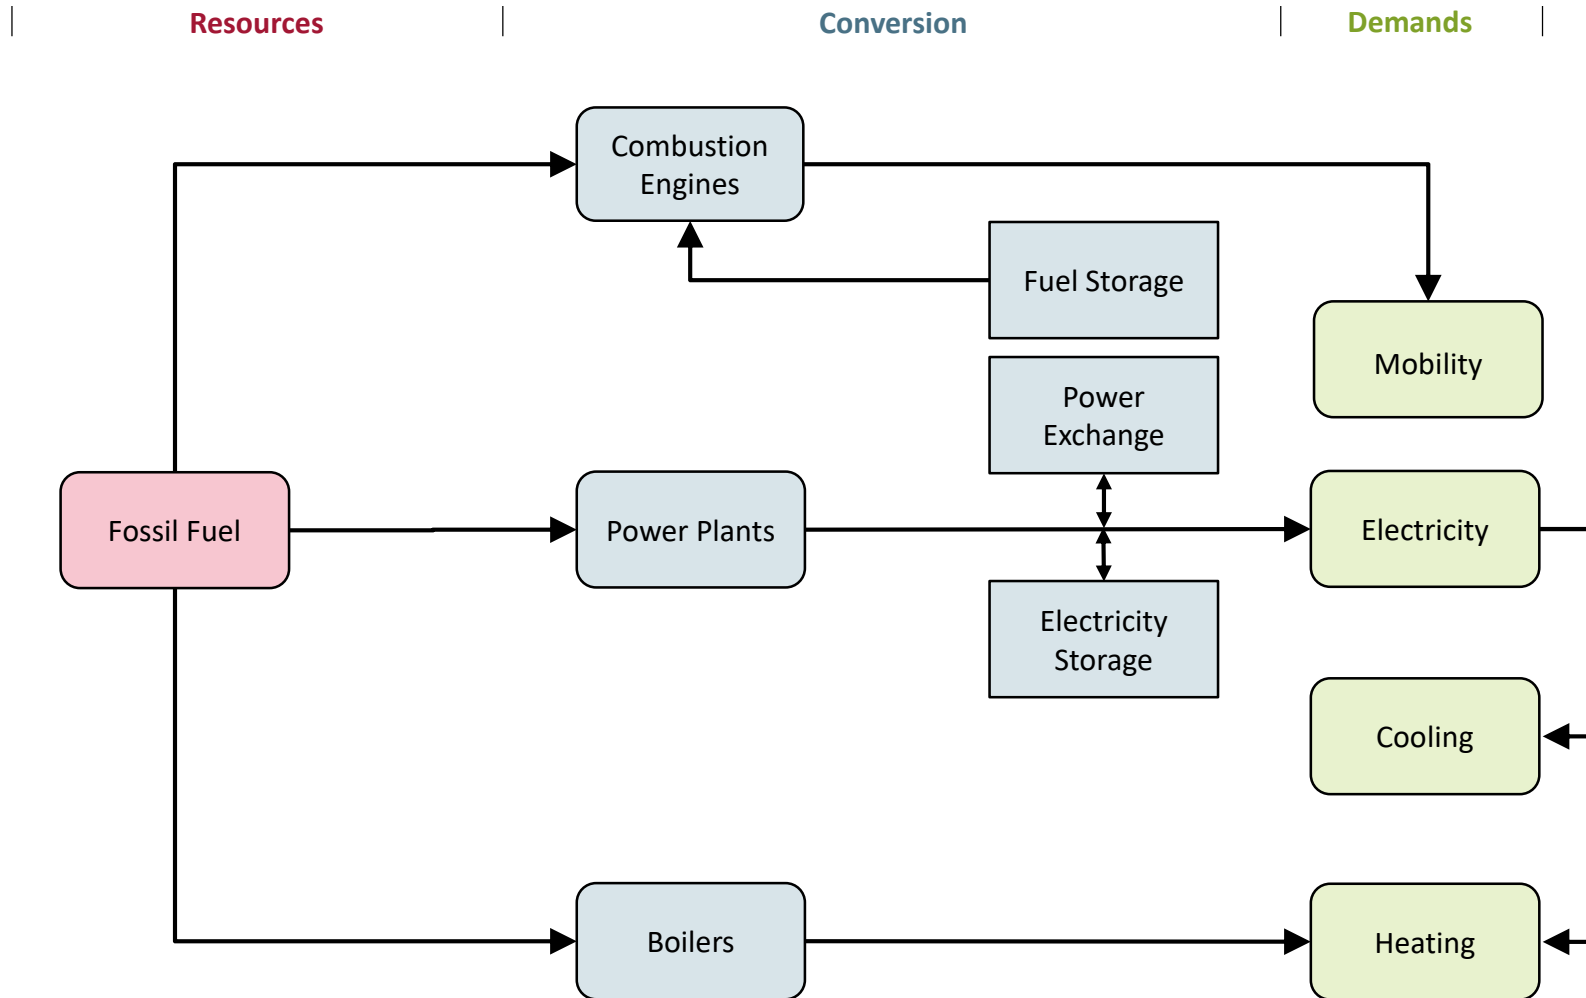 Resources
Conversion
Demands
Combustion
Engines
Fuel Storage
Mobility
Power
Exchange
Fossil Fuel
Power Plants
Electricity
Electricity
Storage
Cooling
Boilers
Heating